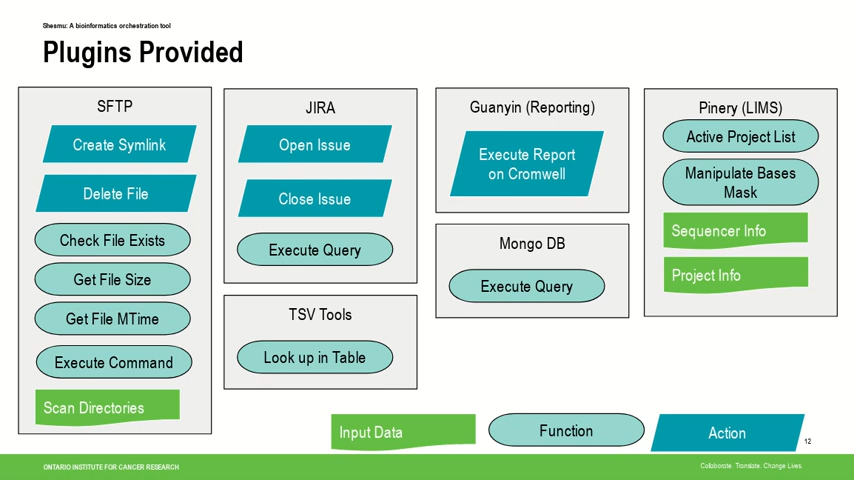 Shesmu: A bioinformatics orchestration tool
Plugins Provided
SFTP
Create Symlink
Delete File
Check File Exists
Get File Size
Get File MTime
Execute Command
Scan Directories
JIRA
Open Issue
Close Issue
Execute Query
TSV Tools
Look up in Table
Guanyin (Reporting)
Execute Report
on Cromwell
Mongo DB
Execute Query
Pinery (LIMS)
Active Project List
Manipulate Bases
Mask
Sequencer Info
Project Info
Input Data
Function
Action
12
ONTARIO INSTITUTE FOR CANCER RESEARCH
Collaborate. Translate. Change Lives.